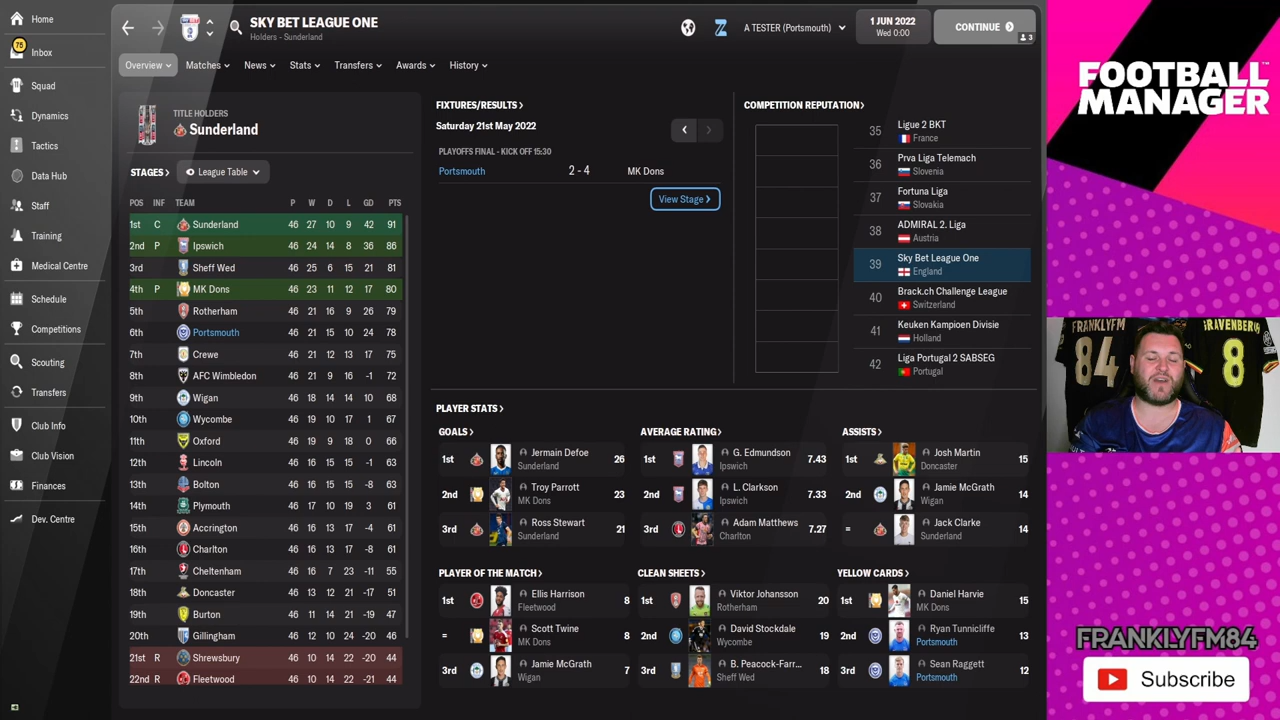 Home
75
Inbox
Squad
Dynamics
Tactics
Data Hub
Staff
Training
Medical Centre
Schedule
Competitions
Scouting
Transfers
Club Info
Club Vision
Finances
Dev. Centre
SKY BET LEAGUE ONE
Holders - Sunderland
A TESTER (Portsmouth)
1 JUN 2022
Wed 0:00
CONTINUE
3
Overview Matches News Stats Transfers Awards History
TITLE HOLDERS
Sunderland
STAGES League Table
POS INF TEAM P W D L GD PTS
1st C Sunderland 46 27 10 9 42 91
2nd P Ipswich 46 24 14 8 36 86
3rd Sheff Wed 46 25 6 15 21 81
4th P MK Dons 46 23 11 12 17 80
5th Rotherham 46 21 16 9 26 79
6th Portsmouth 46 21 15 10 24 78
7th Crewe 46 21 12 13 17 75
8th AFC Wimbledon 46 21 9 16 -1 72
9th Wigan 46 18 14 14 10 68
10th Wycombe 46 19 10 17 1 67
11th Oxford 46 19 9 18 0 66
12th Lincoln 46 16 15 15 -1 63
13th Bolton 46 16 15 15 -8 63
14th Plymouth 46 17 10 19 3 61
15th Accrington 46 16 13 17 -4 61
16th Charlton 46 16 13 17 -8 61
17th Cheltenham 46 16 7 23 -11 55
18th Doncaster 46 12 13 21 -17 51
19th Burton 46 11 14 21 -19 47
20th Gillingham 46 12 10 24 -20 46
21st R Shrewsbury 46 10 14 22 -20 44
22nd R Fleetwood 46 10 14 22 -21 44
FIXTURES/RESULTS
Saturday 21st May 2022
PLAYOFFS FINAL - KICK OFF 15:30
Portsmouth 2 - 4 MK Dons
View Stage
COMPETITION REPUTATION
35 Ligue 2 BKT
France
36 Prva Liga Telemach
Slovenia
37 Fortuna Liga
Slovakia
38 ADMIRAL 2. Liga
Austria
39 Sky Bet League One
England
40 Brack.ch Challenge League
Switzerland
41 Keuken Kampioen Divisie
Holland
42 Liga Portugal 2 SABSEG
Portugal
PLAYER STATS
GOALS
1st Jermain Defoe 26
Sunderland
2nd Troy Parrott 23
MK Dons
3rd Ross Stewart 21
Sunderland
AVERAGE RATING
1st G. Edmundson 7.43
Ipswich
2nd L. Clarkson 7.33
Ipswich
3rd Adam Matthews 7.27
Charlton
ASSISTS
1st Josh Martin 15
Doncaster
2nd Jamie McGrath 14
Wigan
= Jack Clarke 14
Sunderland
PLAYER OF THE MATCH
1st Ellis Harrison 8
Fleetwood
= Scott Twine 8
MK Dons
3rd Jamie McGrath 7
Wigan
CLEAN SHEETS
1st Viktor Johansson 20
Rotherham
2nd David Stockdale 19
Wycombe
3rd B. Peacock-Farr... 18
Sheff Wed
YELLOW CARDS
1st Daniel Harvie 15
MK Dons
2nd Ryan Tunnicliffe 13
Portsmouth
3rd Sean Raggett 12
Portsmouth
FOOTBALL
MANAGER™
FRANKLYFM
84
RAVENBER
8
FRANKLYFM84
Subscribe